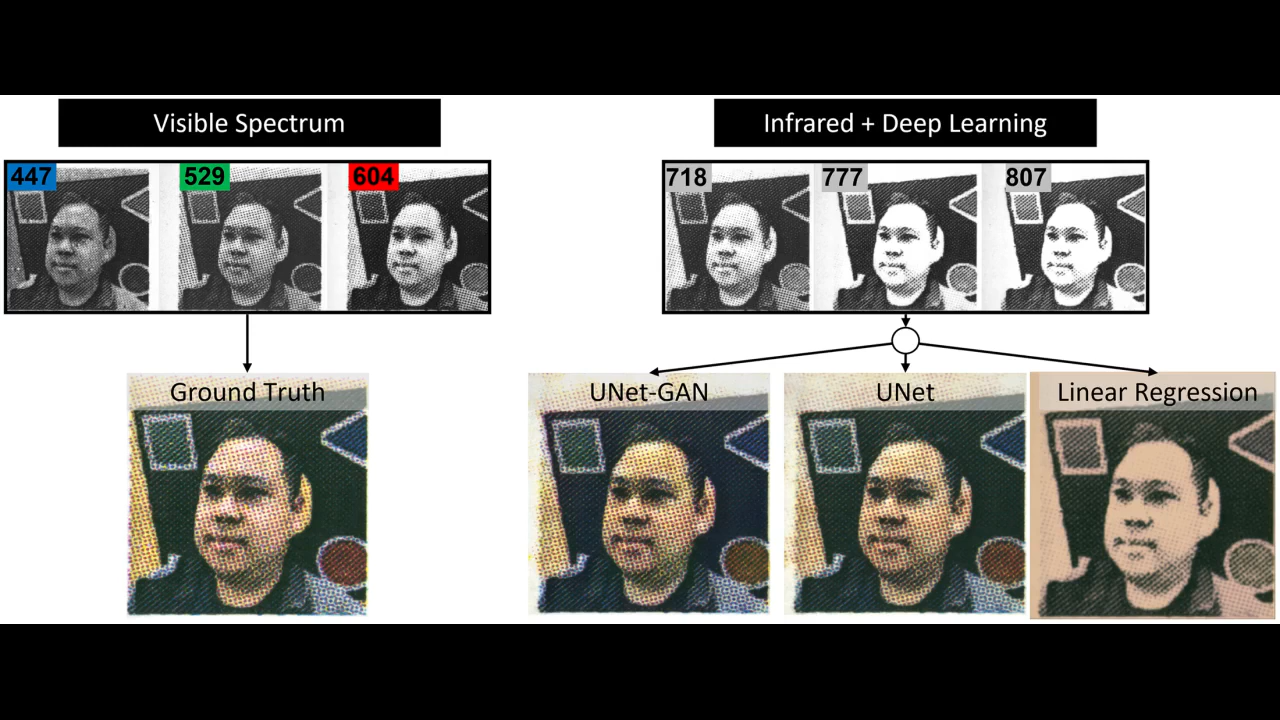 Visible Spectrum
Infrared + Deep Learning
447
529
604
718
777
807
Ground Truth
UNet-GAN
UNet
Linear Regression